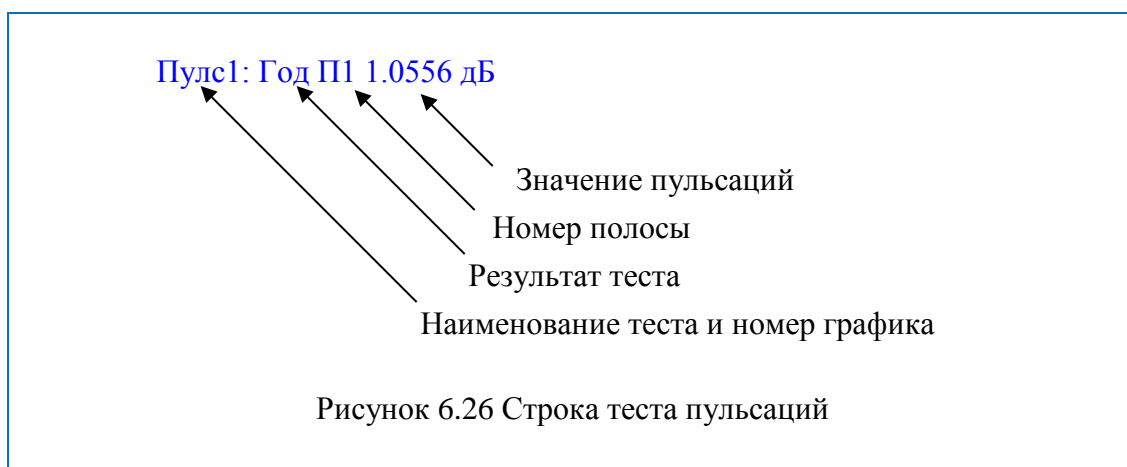 Пулс1: Год П1 1.0556 дБ
Значение пульсаций
Номер полосы
Результат теста
Наименование теста и номер графика
Рисунок 6.26 Строка теста пульсаций